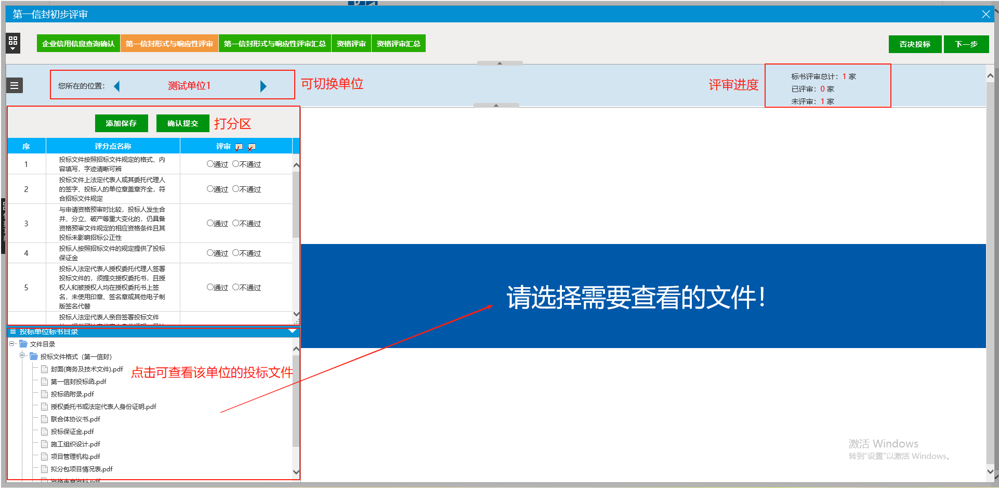 第一信封初步评审
企业信用信息查询确认
第一信封形式与响应性评审
第一信封形式与响应性评审汇总
资格评审
资格评审汇总
否决投标
下一步
您所在的位置：
测试单位1
可切换单位
评审进度
标书评审总计：1 家
已评审：0 家
未评审：1 家
添加保存
确认提交
打分区
序
评分点名称
评审
1
投标文件按照招标文件规定的格式、内
容填写，字迹清晰可辨
通过 不通过
2
投标文件上法定代表人或其委托代理人
的签字、投标人的单位章盖章齐全，符
合招标文件规定
通过 不通过
3
与申请资格预审时比较，投标人发生合
并、分立、破产等重大变化的，仍具备
资格预审文件规定的相应资格条件且其
投标未影响招标公正性
通过 不通过
4
投标人按照招标文件的规定提供了投标
保证金
通过 不通过
5
投标人法定代表人授权委托代理人签署
投标文件的，须提交授权委托书，且授
权人和被授权人均在授权委托书上签
名，未使用印章、签名章或其他电子制
版签名代替
通过 不通过
投标人法定代表人亲自签署投标文件
投标单位标书目录
文件目录
投标文件格式（第一信封）
封面(商务及技术文件).pdf
点击可查看该单位的投标文件
第一信封投标函.pdf
投标函附录.pdf
授权委托书或法定代表人身份证明.pdf
联合体协议书.pdf
投标保证金.pdf
施工组织设计.pdf
项目管理机构.pdf
拟分包项目情况表.pdf
请选择需要查看的文件！
激活 Windows
转到“设置”以激活 Windows。